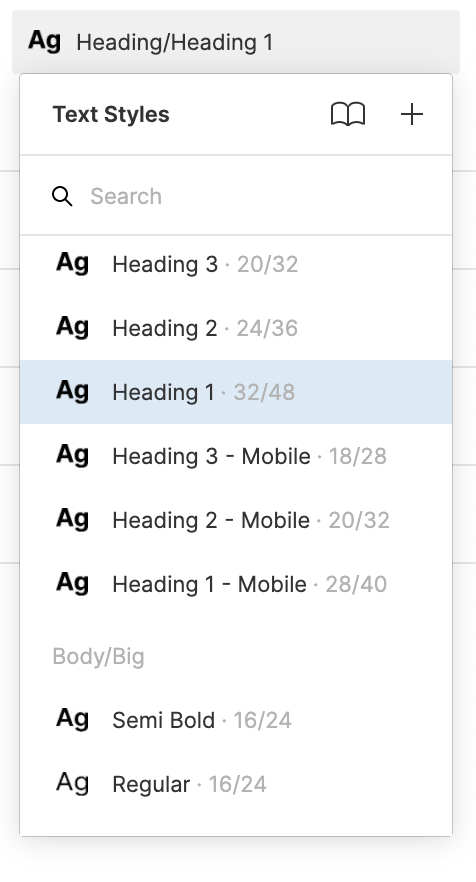 Ag Heading/Heading 1
Text Styles
Search
Ag Heading 3 · 20/32
Ag Heading 2 · 24/36
Ag Heading 1 · 32/48
Ag Heading 3 - Mobile · 18/28
Ag Heading 2 - Mobile · 20/32
Ag Heading 1 - Mobile · 28/40
Body/Big
Ag Semi Bold · 16/24
Ag Regular · 16/24